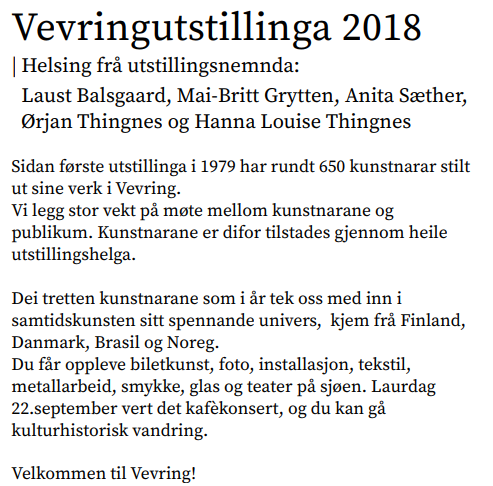 Vevringutstillinga 2018
| Helsing frå utstillingsnemnda:
Laust Balsgaard, Mai-Britt Grytten, Anita Sæther,
Ørjan Thingnes og Hanna Louise Thingnes
Sidan første utstillinga i 1979 har rundt 650 kunstnarar stilt
ut sine verk i Vevring.
Vi legg stor vekt på møte mellom kunstnarane og
publikum. Kunstnarane er difor tilstades gjennom heile
utstillingshelga.
Dei tretten kunstnarane som i år tek oss med inn i
samtidskunsten sitt spennande univers,  kjem frå Finland,
Danmark, Brasil og Noreg.
Du får oppleve biletkunst, foto, installasjon, tekstil,
metallarbeid, smykke, glas og teater på sjøen. Laurdag
22.september vert det kafèkonsert, og du kan gå
kulturhistorisk vandring.
Velkommen til Vevring!